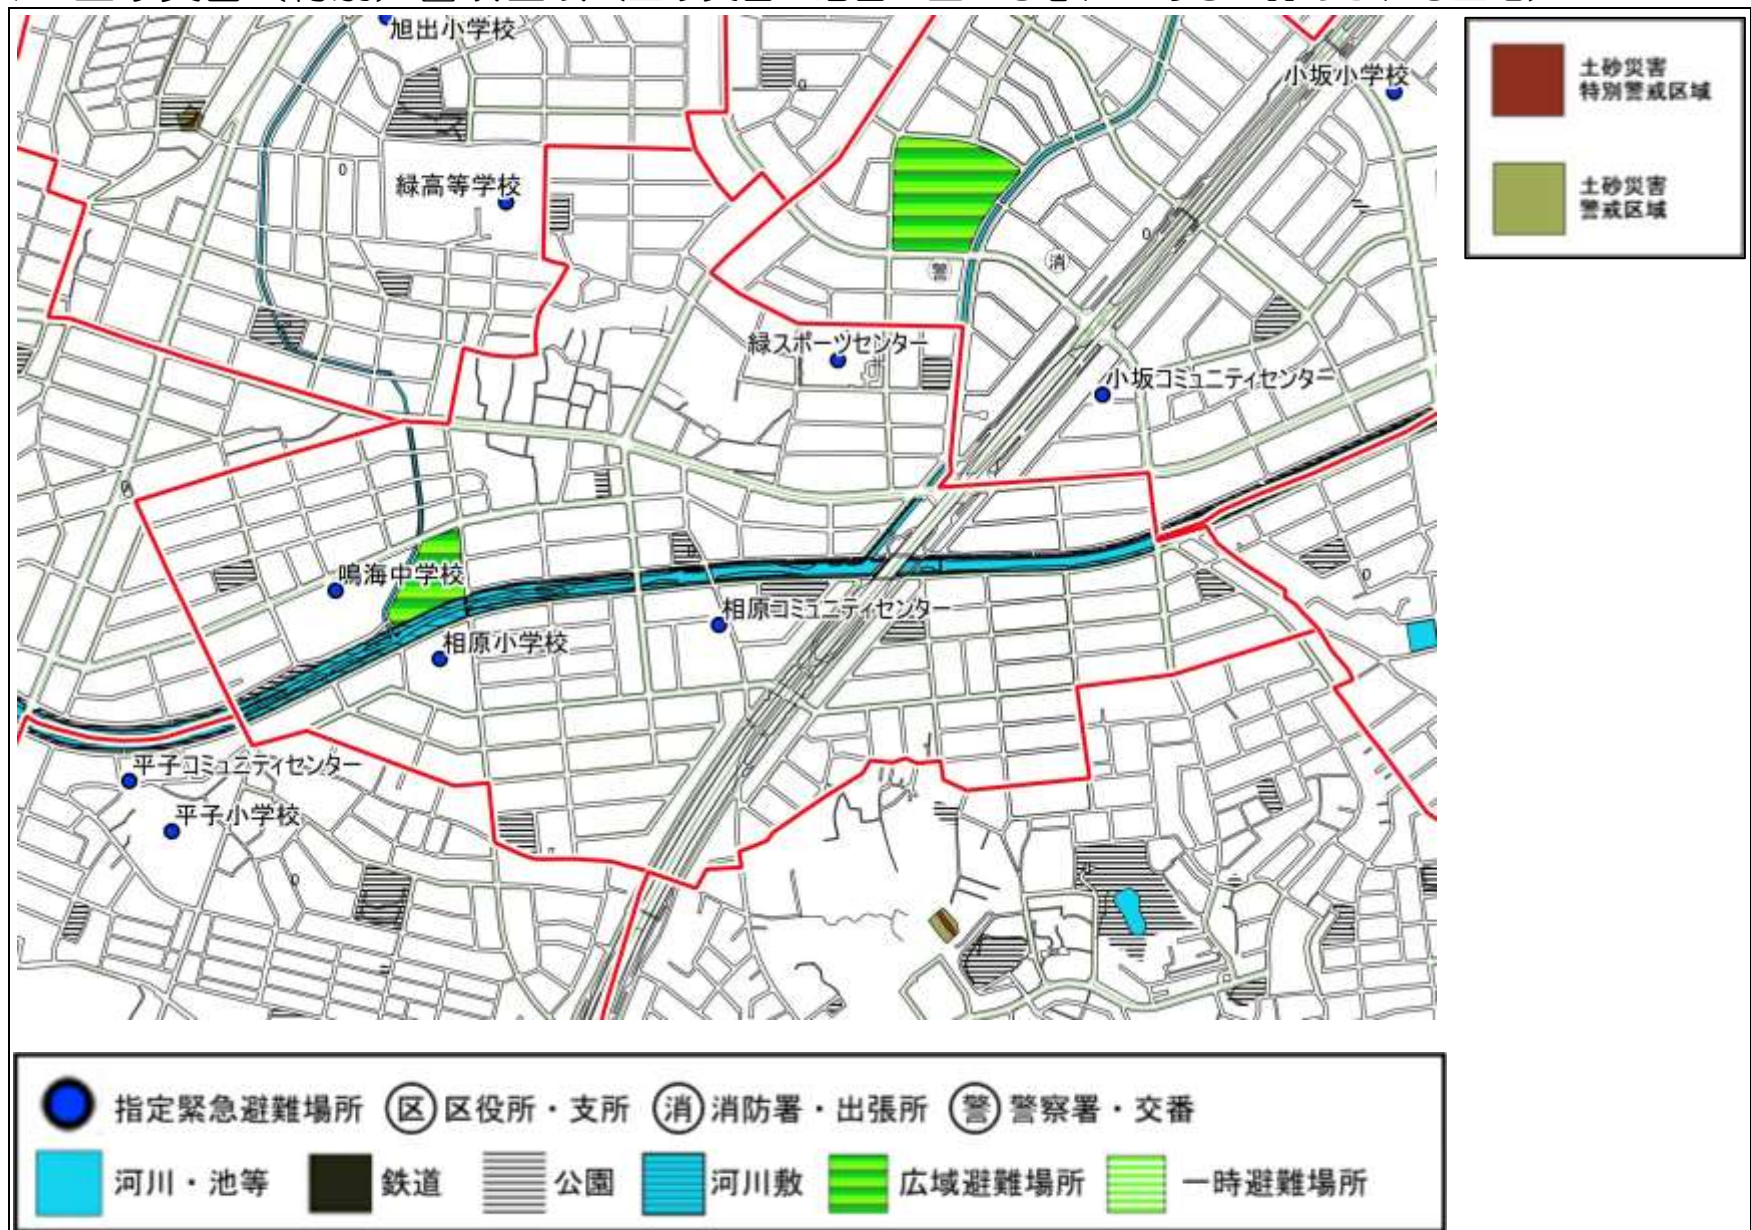 旭出小学校
小坂小学校
緑高等学校
警
消
緑スポーツセンター
小坂コミュニティセンター
鳴海中学校
相原コミュニティセンター
相原小学校
平子コミュニティセンター
平子小学校
土砂災害
特別警戒区域
土砂災害
警戒区域
指定緊急避難場所 区 区役所・支所 消 消防署・出張所 警 警察署・交番
河川・池等 鉄道 公園 河川敷 広域避難場所 一時避難場所